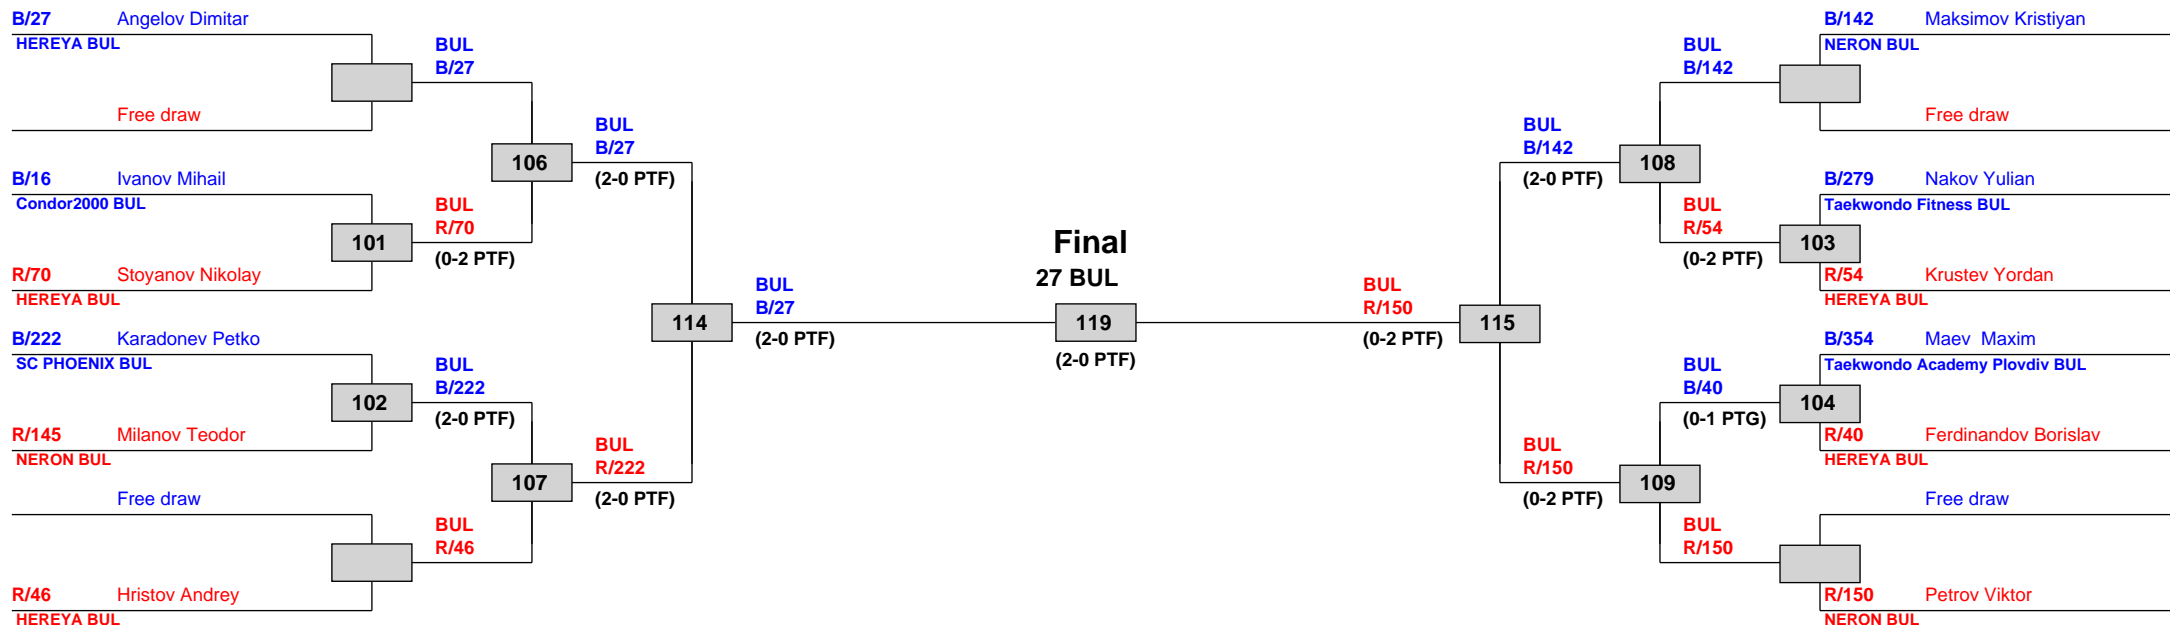 B/27 Angelov Dimitar
HEREYA BUL
BUL
B/27
Free draw
BUL
B/27
106
(2-0 PTF)
B/16 Ivanov Mihail
Condor2000 BUL
BUL
R/70
101
(0-2 PTF)
R/70 Stoyanov Nikolay
HEREYA BUL
BUL
B/27
114
(2-0 PTF)
B/222 Karadonev Petko
SC PHOENIX BUL
BUL
B/222
102
(2-0 PTF)
R/145 Milanov Teodor
NERON BUL
BUL
R/222
107
(2-0 PTF)
Free draw
BUL
R/46
R/46 Hristov Andrey
HEREYA BUL
Final
27 BUL
119
(2-0 PTF)
B/142 Maksimov Kristiyan
NERON BUL
BUL
B/142
Free draw
BUL
B/142
108
(2-0 PTF)
B/279 Nakov Yulian
Taekwondo Fitness BUL
BUL
R/54
103
(0-2 PTF)
R/54 Krustev Yordan
HEREYA BUL
BUL
R/150
115
(0-2 PTF)
B/354 Maev  Maxim
Taekwondo Academy Plovdiv BUL
BUL
B/40
104
(0-1 PTG)
R/40 Ferdinandov Borislav
HEREYA BUL
BUL
R/150
109
(0-2 PTF)
Free draw
BUL
R/150
R/150 Petrov Viktor
NERON BUL